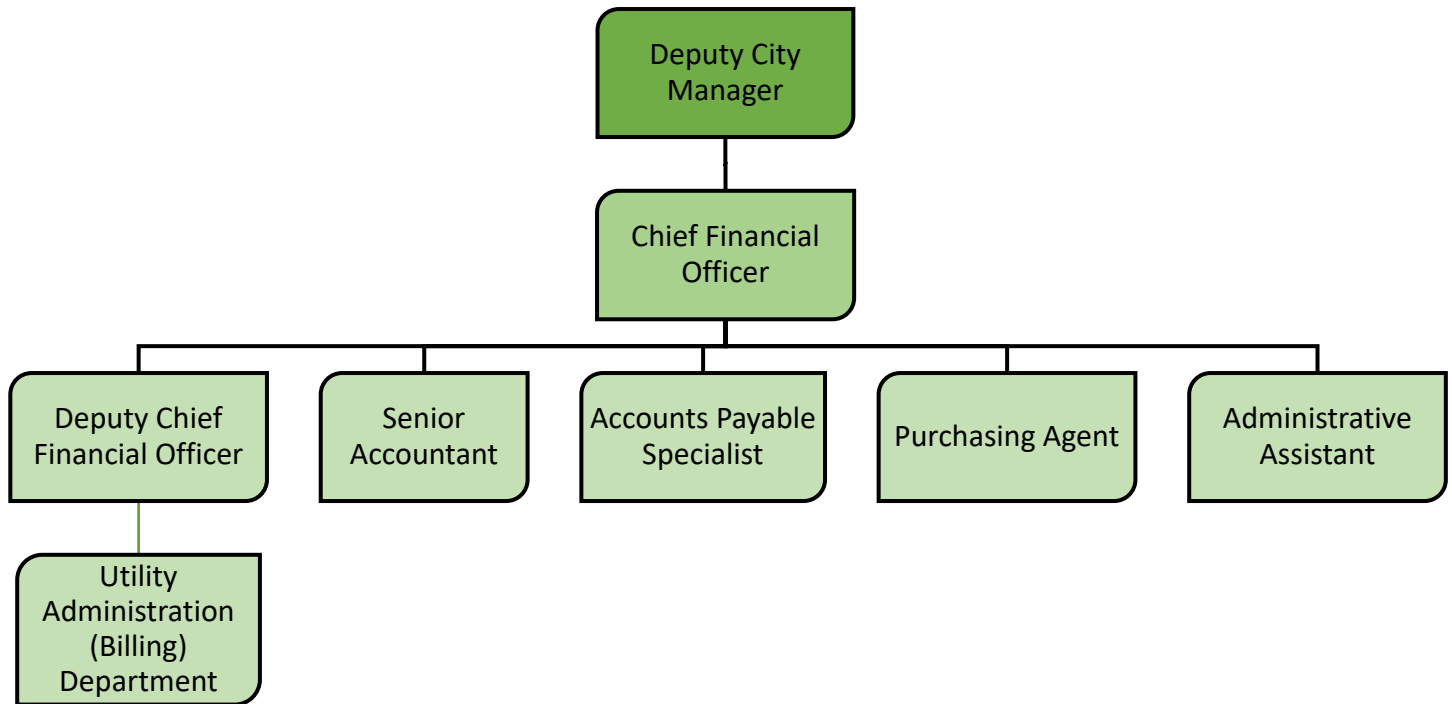 Deputy City
Manager
Chief Financial
Officer
Deputy Chief
Financial Officer
Senior
Accountant
Accounts Payable
Specialist
Purchasing Agent
Administrative
Assistant
Utility
Administration
(Billing)
Department